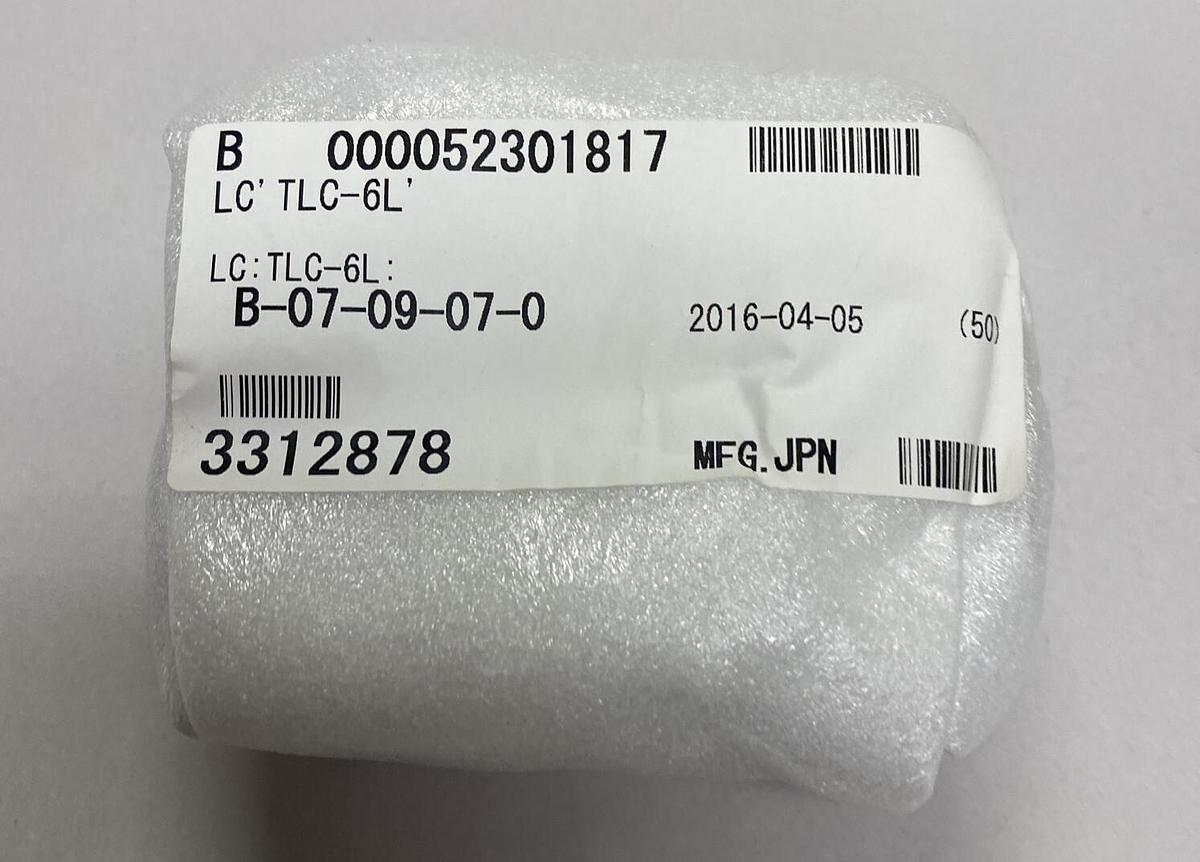 B 000052301817
LC' TLC-6L'
LC:TLC-6L:
B-07-09-07-0 2016-04-05 (50)
3312878 MFG.JPN